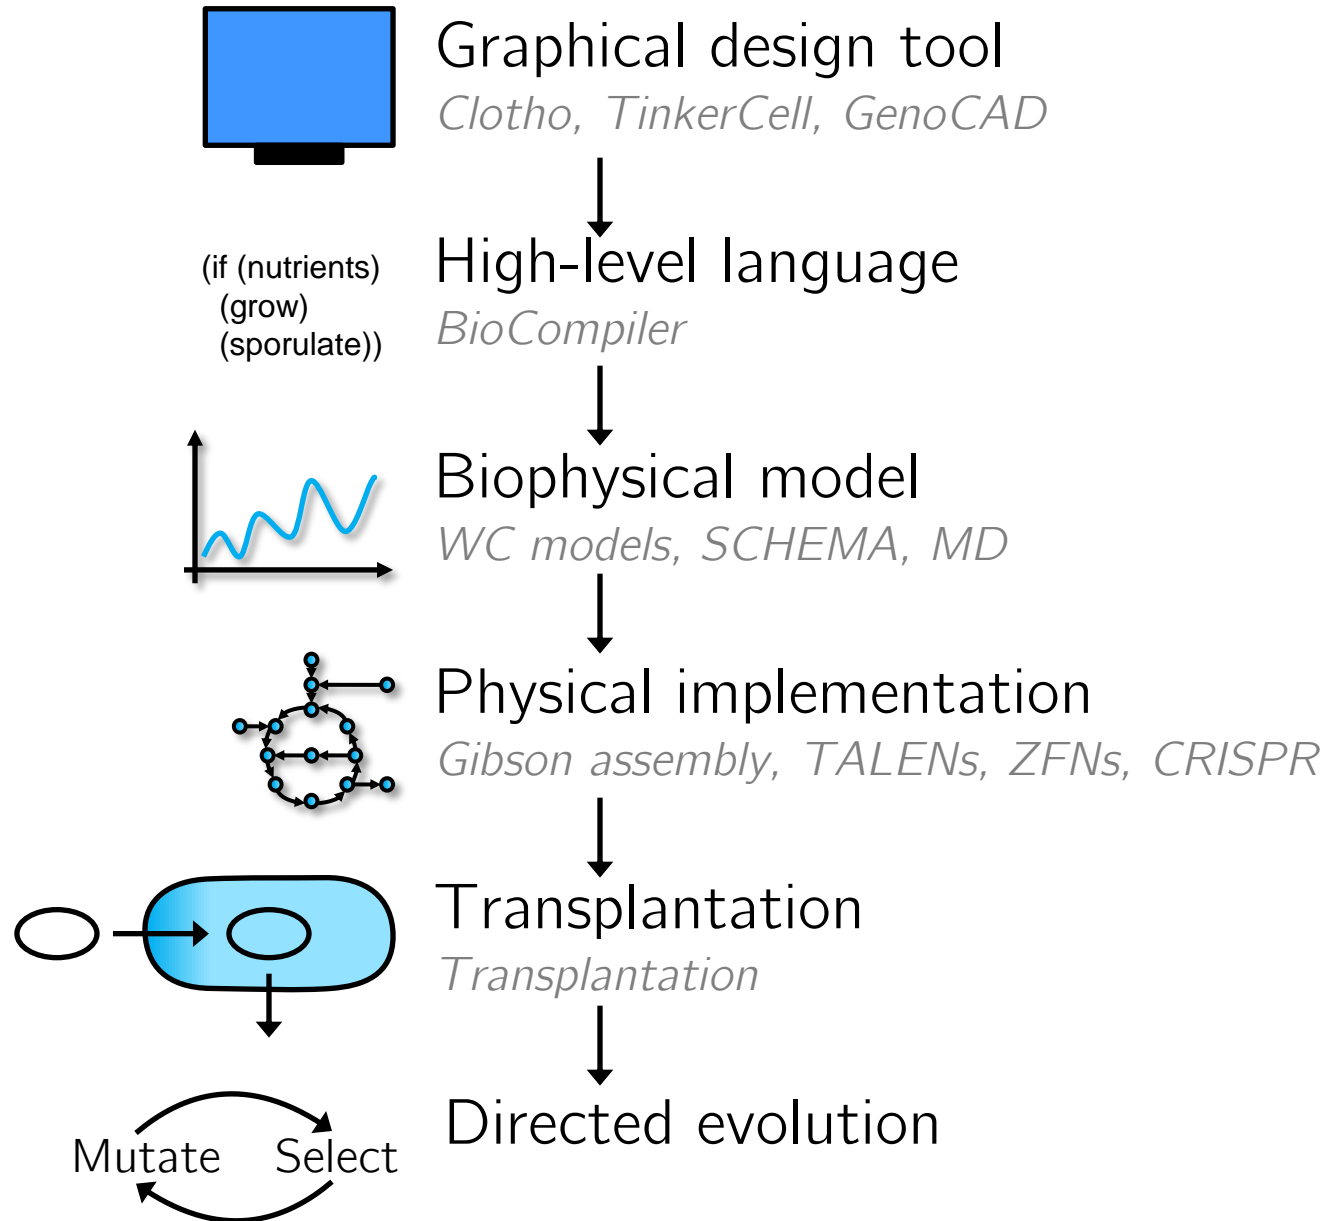 Graphical design tool
Clotho, TinkerCell, GenoCAD
(if (nutrients)
(grow)
(sporulate))
High-level language
BioCompiler
Biophysical model
WC models, SCHEMA, MD
Physical implementation
Gibson assembly, TALENs, ZFNs, CRISPR
Transplantation
Transplantation
Directed evolution
Mutate Select